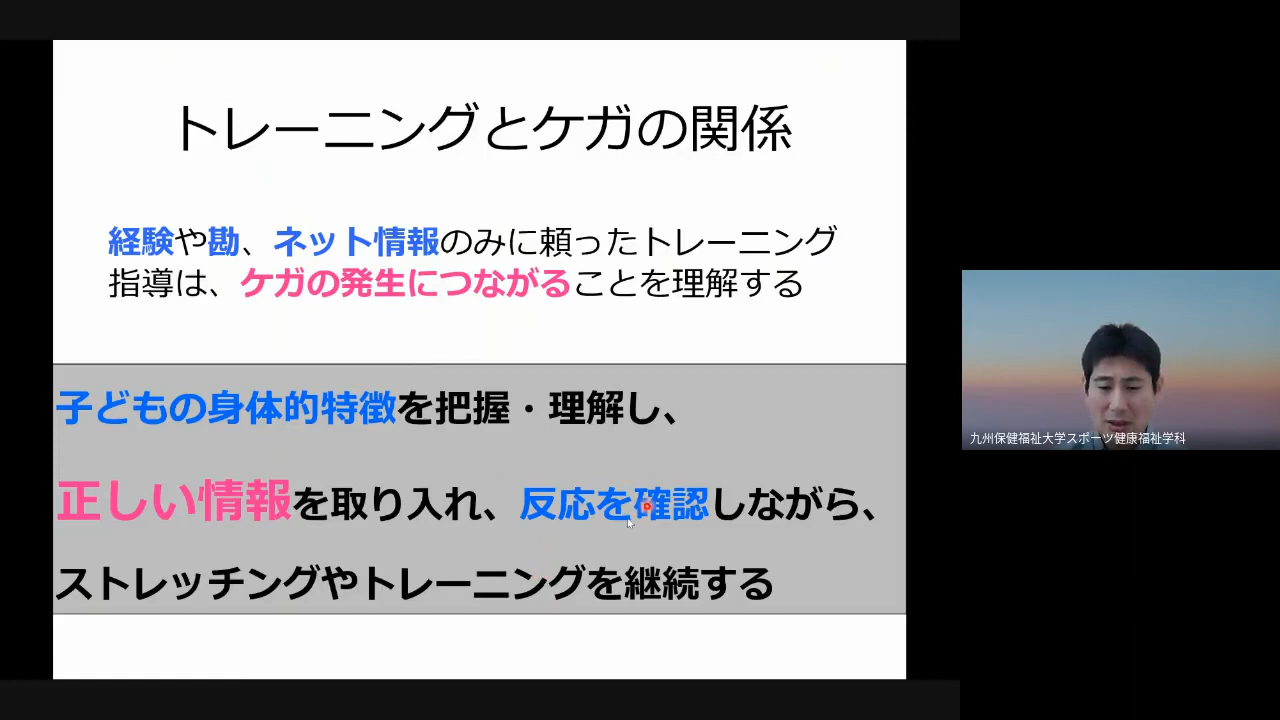 トレーニングとケガの関係
経験や勘、ネット情報のみに頼ったトレーニング
指導は、ケガの発生につながることを理解する
子どもの身体的特徴を把握・理解し、
正しい情報を取り入れ、反応を確認しながら、
ストレッチングやトレーニングを継続する
九州保健福祉大学スポーツ健康福祉学科